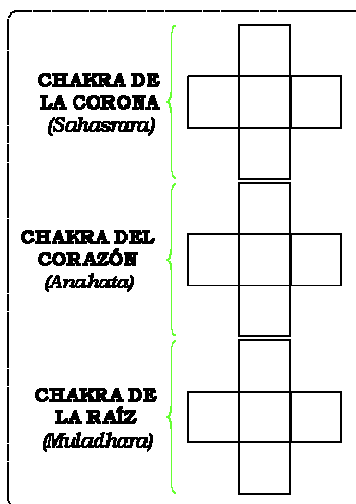 CHAKRA DE
LA CORONA
(Sahasrara)
CHAKRA DEL
CORAZÓN
(Anahata)
CHAKRA DE
LA RAÍZ
(Muladhara)